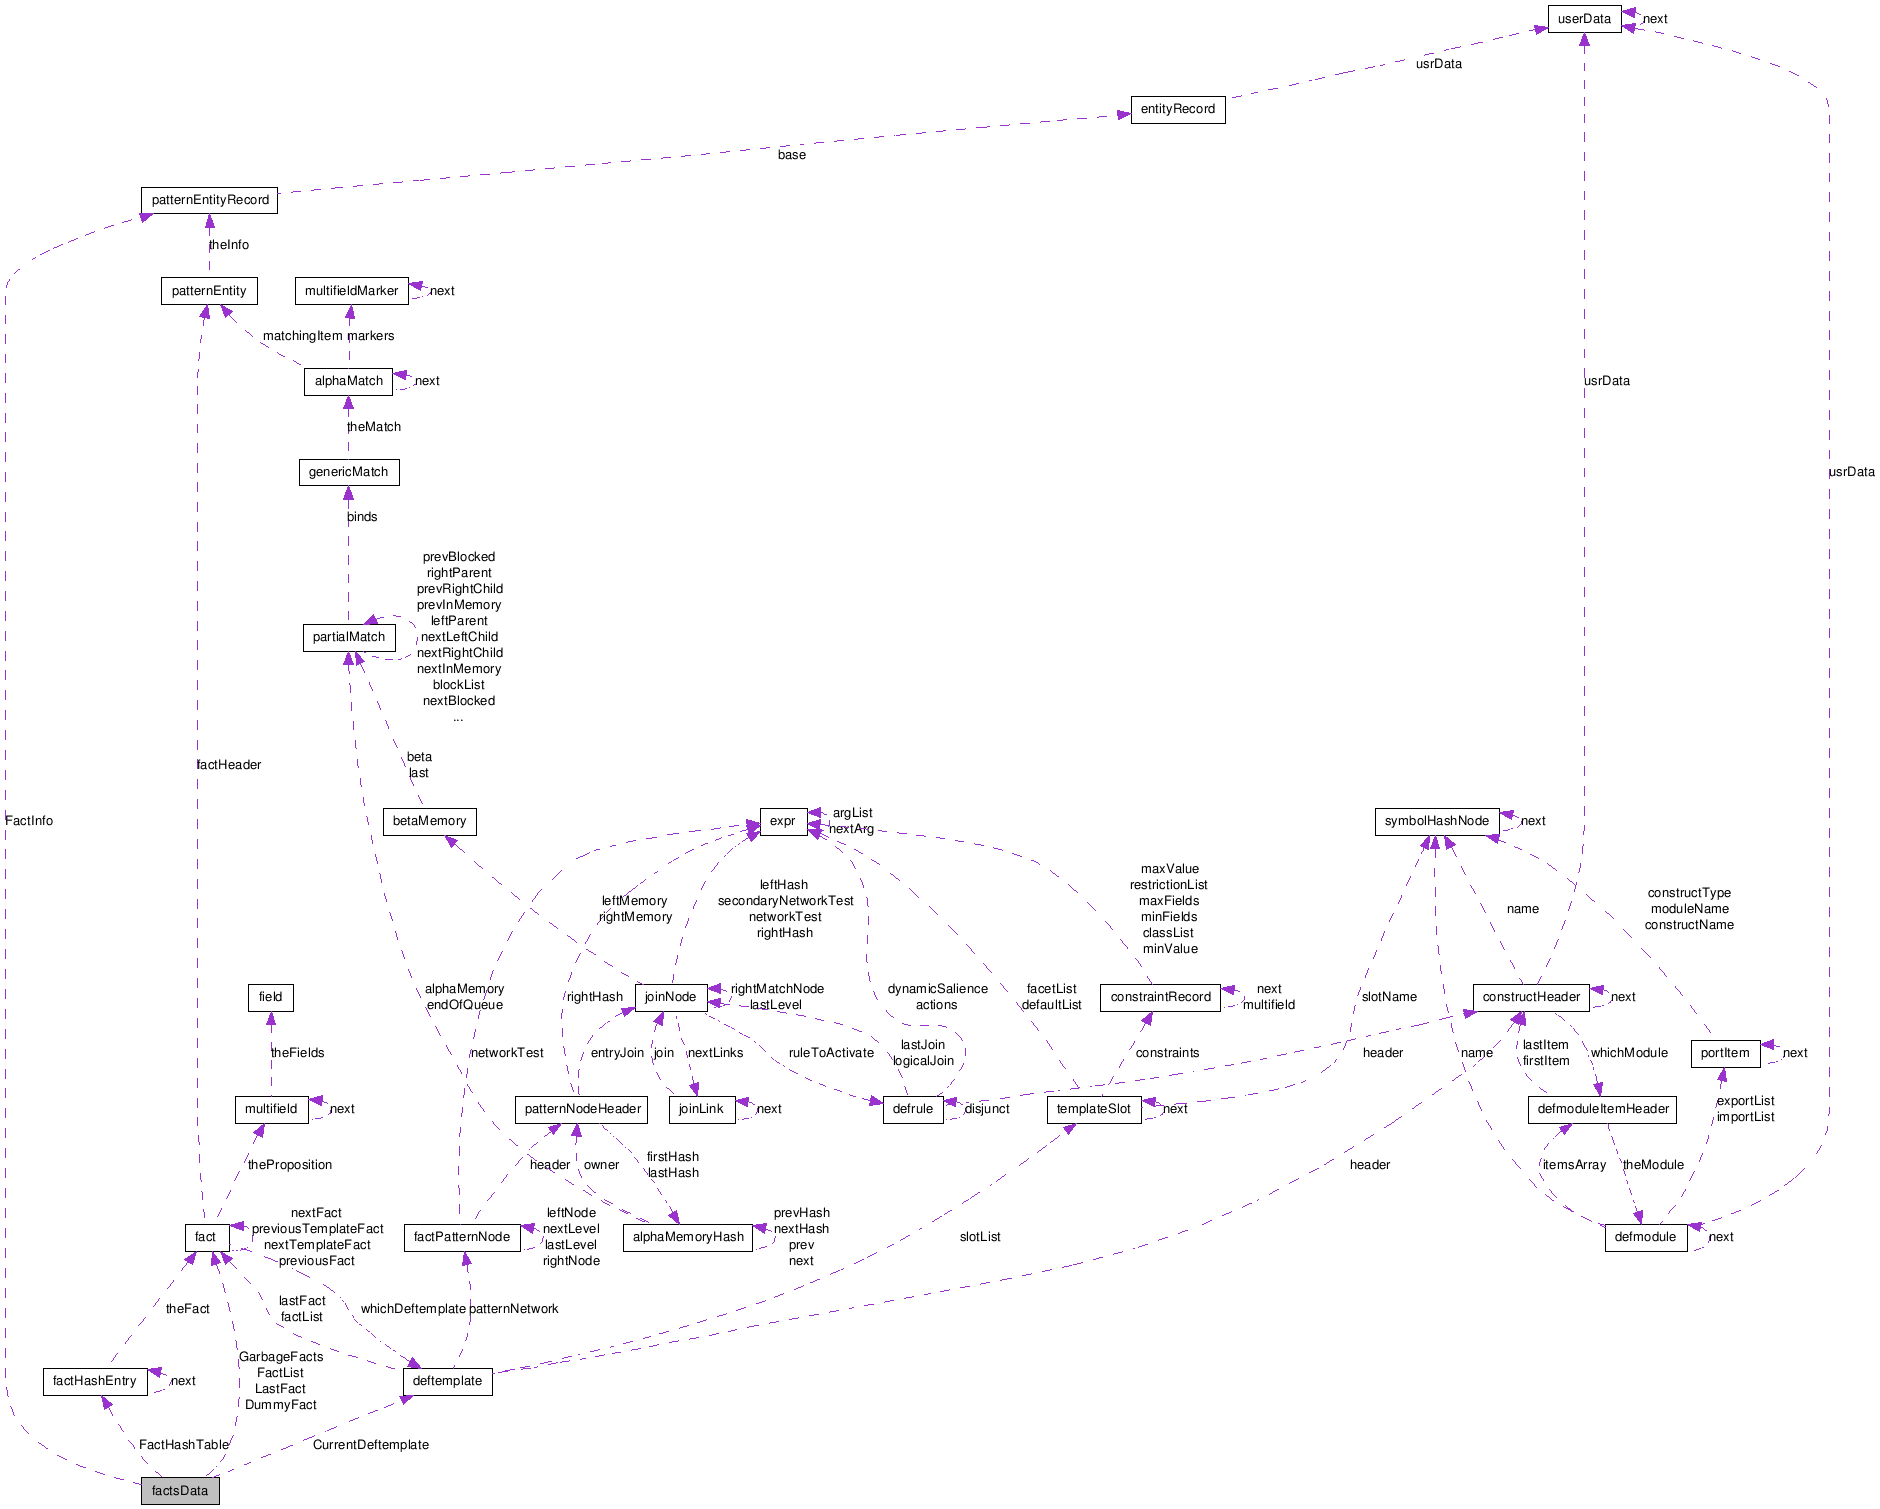 userData
next
usrData
entityRecord
base
patternEntityRecord
theInfo
patternEntity
multifieldMarker
next
matchingItem
markers
alphaMatch
next
usrData
theMatch
genericMatch
usrData
binds
prevBlocked
rightParent
prevRightChild
prevInMemory
leftParent
nextLeftChild
nextRightChild
nextInMemory
blockList
nextBlocked
...
partialMatch
factHeader
beta
last
FactInfo
betaMemory
expr
argList
nextArg
symbolHashNode
next
leftMemory
rightMemory
leftHash
secondaryNetworkTest
networkTest
rightHash
maxValue
restrictionList
maxFields
minFields
classList
minValue
name
constructType
moduleName
constructName
field
alphaMemory
endOfQueue
rightHash
joinNode
rightMatchNode
lastLevel
dynamicSalience
actions
facetList
defaultList
constraintRecord
next
multifield
slotName
constructHeader
next
theFields
networkTest
entryJoin
join
nextLinks
ruleToActivate
lastJoin
logicalJoin
constraints
header
name
lastItem
firstItem
whichModule
portItem
next
multifield
next
patternNodeHeader
joinLink
next
defrule
disjunct
templateSlot
next
defmoduleItemHeader
exportList
importList
theProposition
header
owner
firstHash
lastHash
header
itemsArray
theModule
fact
nextFact
previousTemplateFact
nextTemplateFact
previousFact
factPatternNode
leftNode
nextLevel
lastLevel
rightNode
alphaMemoryHash
prevHash
nextHash
prev
next
slotList
defmodule
next
theFact
lastFact
factList
whichDeftemplate
patternNetwork
factHashEntry
next
GarbageFacts
FactList
LastFact
DummyFact
deftemplate
FactHashTable
CurrentDeftemplate
factsData